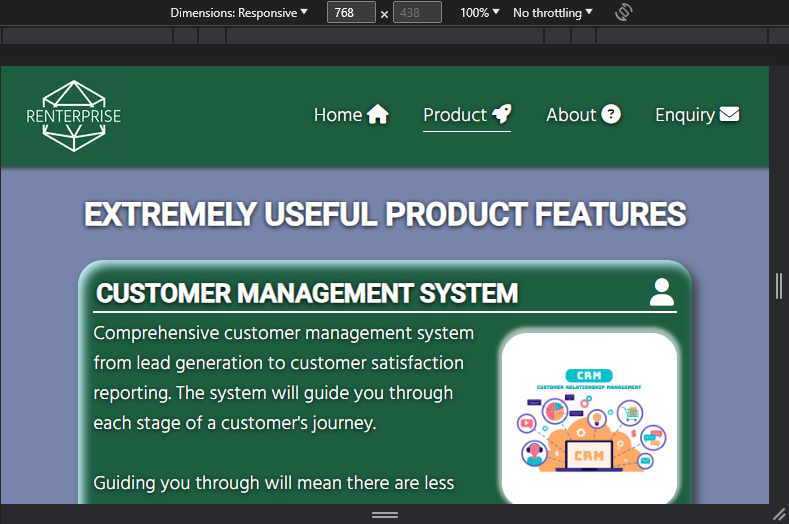 Dimensions: Responsive 768 × 438 100% No throttling
RENTERPRISE
Home Product About Enquiry
EXTREMELY USEFUL PRODUCT FEATURES
CUSTOMER MANAGEMENT SYSTEM
Comprehensive customer management system
from lead generation to customer satisfaction
reporting. The system will guide you through
each stage of a customer's journey.
Guiding you through will mean there are less
CRM
CUSTOMER RELATIONSHIP MANAGEMENT
CRM